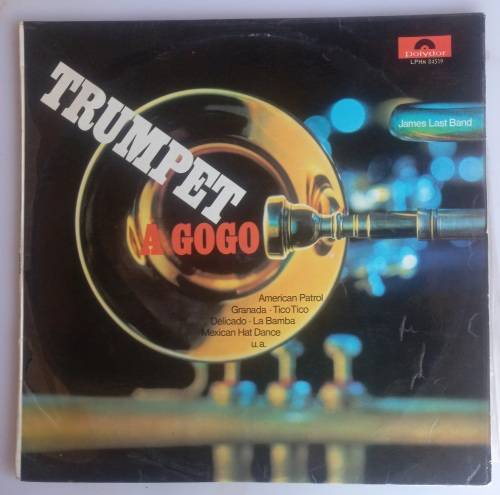 Polydor
LPHM 84519
TRUMPET
A GOGO
James Last Band
American Patrol
Granada · Tico Tico
Delicado · La Bamba
Mexican Hat Dance
u.a.